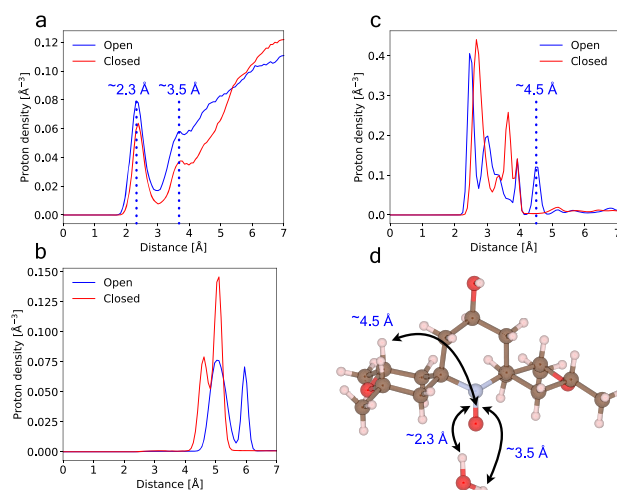 a
Open
Closed
~2.3 Å
~3.5 Å
Proton density [Å⁻³]
0.12
0.10
0.08
0.06
0.04
0.02
0.00
0 1 2 3 4 5 6 7
Distance [Å]
c
Open
Closed
~4.5 Å
Proton density [Å⁻³]
0.4
0.3
0.2
0.1
0.0
0 1 2 3 4 5 6 7
Distance [Å]
b
Open
Closed
Proton density [Å⁻³]
0.150
0.125
0.100
0.075
0.050
0.025
0.000
0 1 2 3 4 5 6 7
Distance [Å]
d
~4.5 Å
~2.3 Å
~3.5 Å